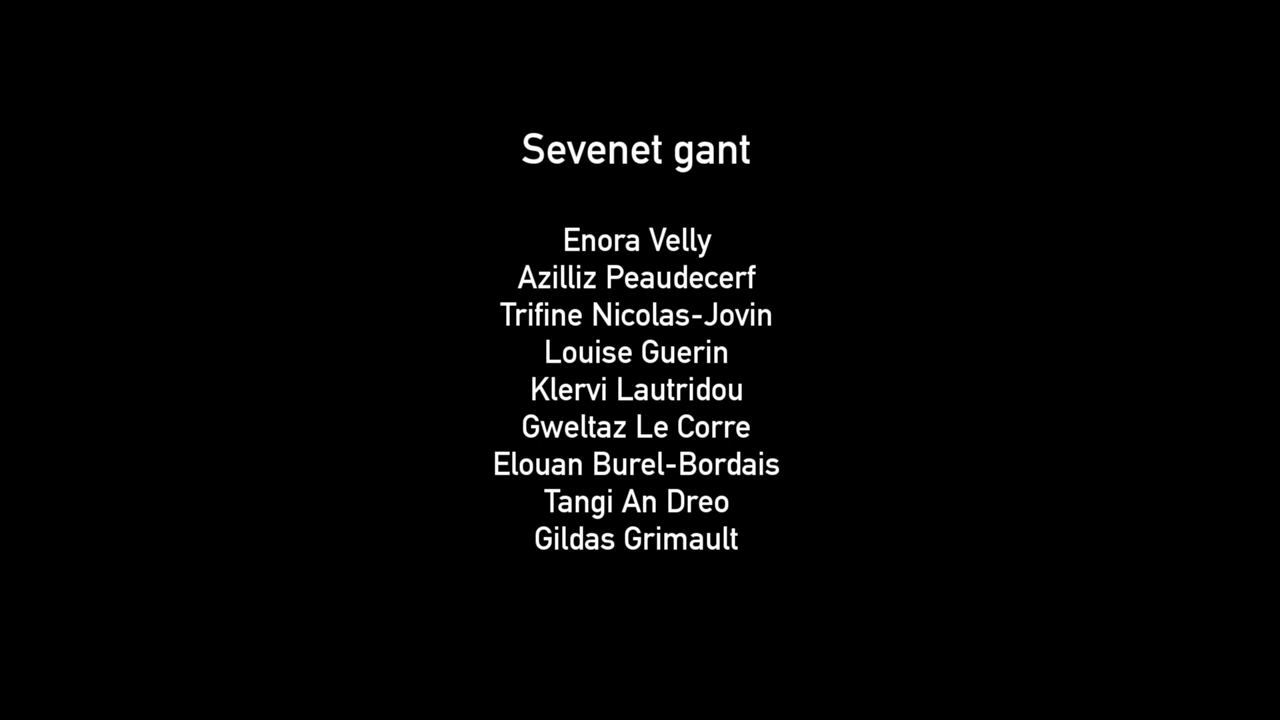 Sevenet gant
Enora Velly
Azilliz Peaudecerf
Trifine Nicolas-Jovin
Louise Guerin
Klervi Lautridou
Gweltaz Le Corre
Elouan Burel-Bordais
Tangi An Dreo
Gildas Grimault